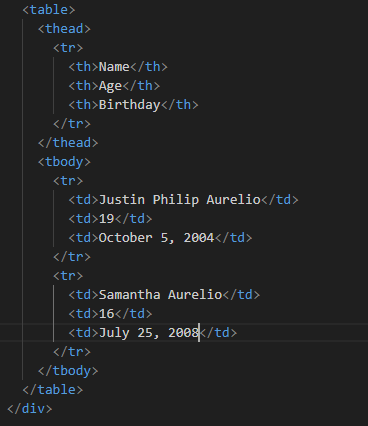 <table>
<thead>
<tr>
<th>Name</th>
<th>Age</th>
<th>Birthday</th>
</tr>
</thead>
<tbody>
<tr>
<td>Justin Philip Aurelio</td>
<td>19</td>
<td>October 5, 2004</td>
</tr>
<tr>
<td>Samantha Aurelio</td>
<td>16</td>
<td>July 25, 2008</td>
</tr>
</tbody>
</table>
</div>